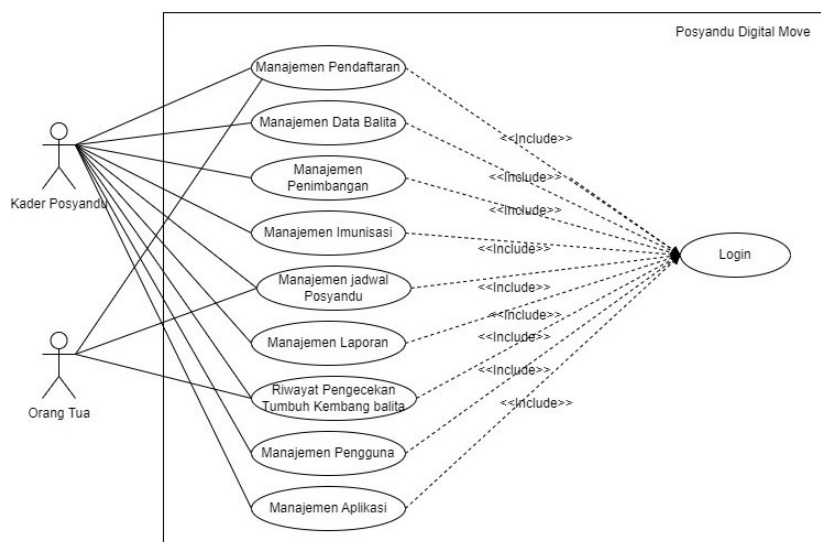 Posyandu Digital Move
Manajemen Pendaftaran
Manajemen Data Balita
Manajemen
Penimbangan
Manajemen Imunisasi
Manajemen jadwal
Posyandu
Manajemen Laporan
Riwayat Pengecekan
Tumbuh Kembang balita
Manajemen Pengguna
Manajemen Aplikasi
Kader Posyandu
Orang Tua
<<Include>>
<<Include>>
<<Include>>
<<Include>>
<<Include>>
<<Include>>
<<Include>>
<<Include>>
<<Include>>
Login